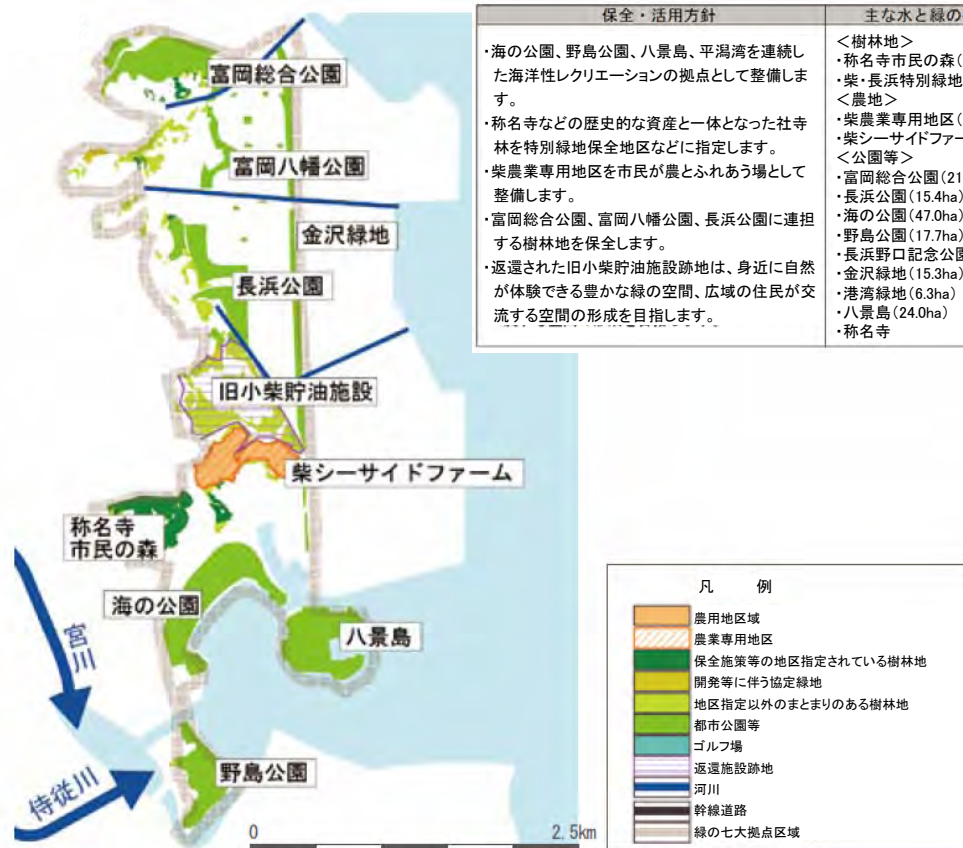 保全・活用方針
主な水と緑の
・海の公園、野島公園、八景島、平潟湾を連続し
た海洋性レクリエーションの拠点として整備しま
す。
・称名寺などの歴史的な資産と一体となった社寺
林を特別緑地保全地区などに指定します。
・柴農業専用地区を市民が農とふれあう場として
整備します。
・富岡総合公園、富岡八幡公園、長浜公園に連担
する樹林地を保全します。
・返還された旧小柴貯油施設跡地は、身近に自然
が体験できる豊かな緑の空間、広域の住民が交
流する空間の形成を目指します。
＜樹林地＞
・称名寺市民の森(
・柴・長浜特別緑地
＜農地＞
・柴農業専用地区(
・柴シーサイドファー
＜公園等＞
・富岡総合公園(21
・長浜公園(15.4ha)
・海の公園(47.0ha)
・野島公園(17.7ha)
・長浜野口記念公園
・金沢緑地(15.3ha)
・港湾緑地(6.3ha)
・八景島(24.0ha)
・称名寺
富岡総合公園
富岡八幡公園
金沢緑地
長浜公園
旧小柴貯油施設
柴シーサイドファーム
称名寺
市民の森
海の公園
八景島
宮川
野島公園
侍従川
0
2.5km
凡 例
農用地区域
農業専用地区
保全施策等の地区指定されている樹林地
開発等に伴う協定緑地
地区指定以外のまとまりのある樹林地
都市公園等
ゴルフ場
返還施設跡地
河川
幹線道路
緑の七大拠点区域